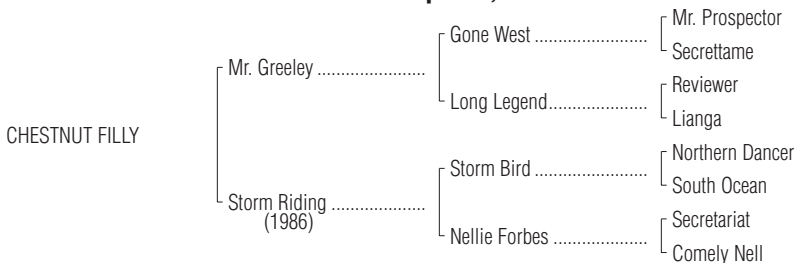 Mr. Prospector
Gone West ...........................
Secrettame
Mr. Greeley ..........................
Reviewer
Long Legend........................
Lianga
CHESTNUT FILLY
Northern Dancer
Storm Bird ...........................
South Ocean
Storm Riding ......................
(1986)
Secretariat
Nellie Forbes ......................
Comely Nell